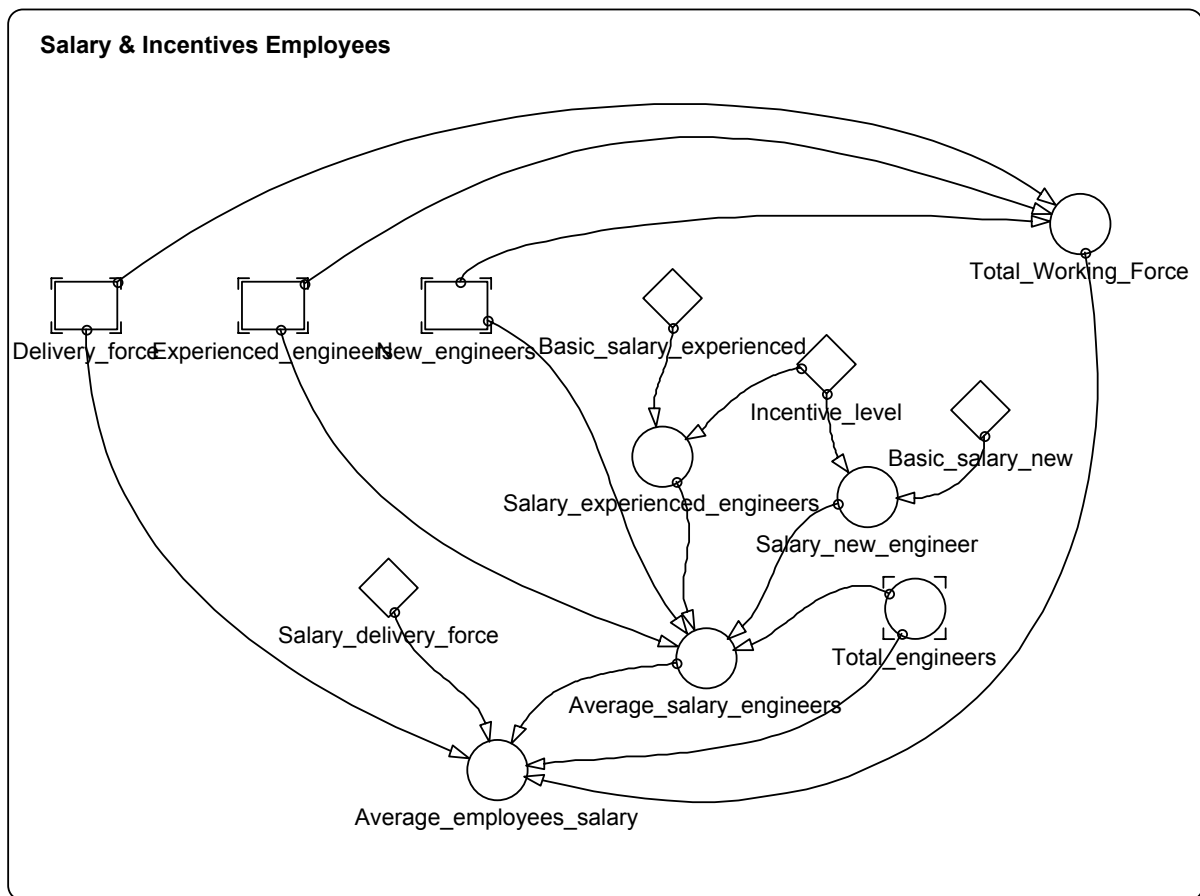 Salary & Incentives Employees
Total_Working_Force
Delivery_force
Experienced_engineers
New_engineers
Basic_salary_experienced
Incentive_level
Basic_salary_new
Salary_experienced_engineers
Salary_new_engineer
Salary_delivery_force
Total_engineers
Average_salary_engineers
Average_employees_salary